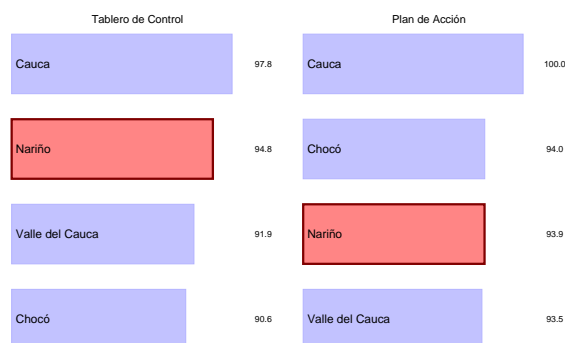 Tablero de Control
Cauca 97.8
Nariño 94.8
Valle del Cauca 91.9
Chocó 90.6
Plan de Acción
Cauca 100.0
Chocó 94.0
Nariño 93.9
Valle del Cauca 93.5